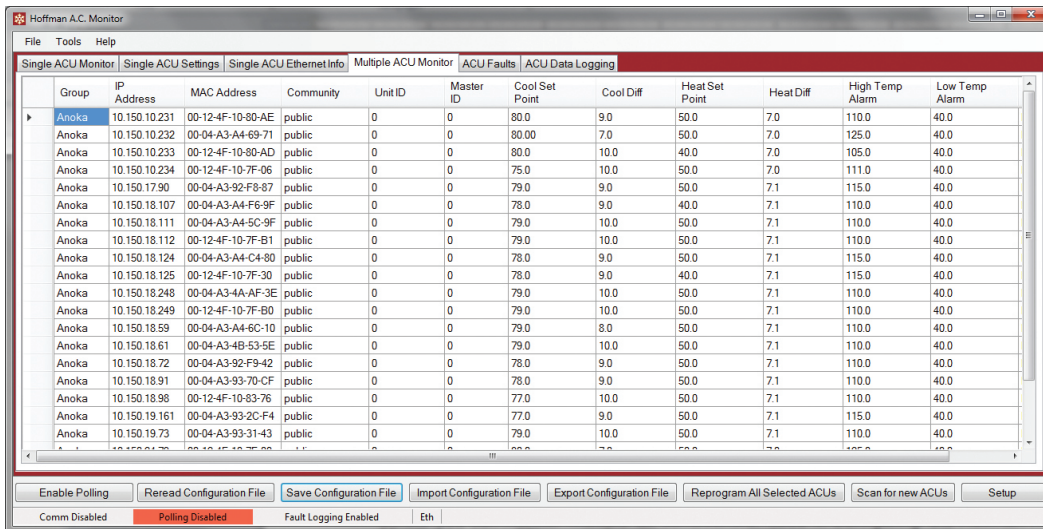 Hoffman A.C. Monitor
File Tools Help
Single ACU Monitor Single ACU Settings Single ACU Ethernet Info Multiple ACU Monitor ACU Faults ACU Data Logging
Group IP Address MAC Address Community Unit ID Master ID Cool Set Point Cool Diff Heat Set Point Heat Diff High Temp Alarm Low Temp Alarm
Anoka 10.150.10.231 00-12-4F-10-80-AE public 0 0 80.0 9.0 50.0 7.0 110.0 40.0
Anoka 10.150.10.232 00-04-A3-A4-69-71 public 0 0 80.00 7.0 50.0 7.0 125.0 40.0
Anoka 10.150.10.233 00-12-4F-10-80-AD public 0 0 80.0 10.0 40.0 7.0 105.0 40.0
Anoka 10.150.10.234 00-12-4F-10-7F-06 public 0 0 75.0 10.0 50.0 7.0 111.0 40.0
Anoka 10.150.17.90 00-04-A3-92-F8-87 public 0 0 79.0 9.0 50.0 7.1 115.0 40.0
Anoka 10.150.18.107 00-04-A3-A4-F6-9F public 0 0 78.0 9.0 40.0 7.1 110.0 40.0
Anoka 10.150.18.111 00-04-A3-A4-5C-9F public 0 0 79.0 10.0 50.0 7.1 110.0 40.0
Anoka 10.150.18.112 00-12-4F-10-7F-B1 public 0 0 79.0 10.0 50.0 7.1 110.0 40.0
Anoka 10.150.18.124 00-04-A3-A4-C4-80 public 0 0 78.0 9.0 50.0 7.1 115.0 40.0
Anoka 10.150.18.125 00-12-4F-10-7F-30 public 0 0 78.0 9.0 40.0 7.1 115.0 40.0
Anoka 10.150.18.248 00-04-A3-4A-AF-3E public 0 0 79.0 10.0 50.0 7.1 110.0 40.0
Anoka 10.150.18.249 00-12-4F-10-7F-B0 public 0 0 79.0 10.0 50.0 7.1 110.0 40.0
Anoka 10.150.18.59 00-04-A3-A4-6C-10 public 0 0 79.0 8.0 50.0 7.1 110.0 40.0
Anoka 10.150.18.61 00-04-A3-4B-53-5E public 0 0 79.0 10.0 50.0 7.1 110.0 40.0
Anoka 10.150.18.72 00-04-A3-92-F9-42 public 0 0 78.0 9.0 50.0 7.1 110.0 40.0
Anoka 10.150.18.91 00-04-A3-93-70-CF public 0 0 78.0 9.0 50.0 7.1 110.0 40.0
Anoka 10.150.18.98 00-12-4F-10-83-76 public 0 0 77.0 10.0 50.0 7.1 110.0 40.0
Anoka 10.150.19.161 00-04-A3-93-2C-F4 public 0 0 77.0 9.0 50.0 7.1 115.0 40.0
Anoka 10.150.19.73 00-04-A3-93-31-43 public 0 0 79.0 10.0 50.0 7.1 110.0 40.0
Enable Polling Reread Configuration File Save Configuration File Import Configuration File Export Configuration File Reprogram All Selected ACUs Scan for new ACUs Setup
Comm Disabled Polling Disabled Fault Logging Enabled Eth